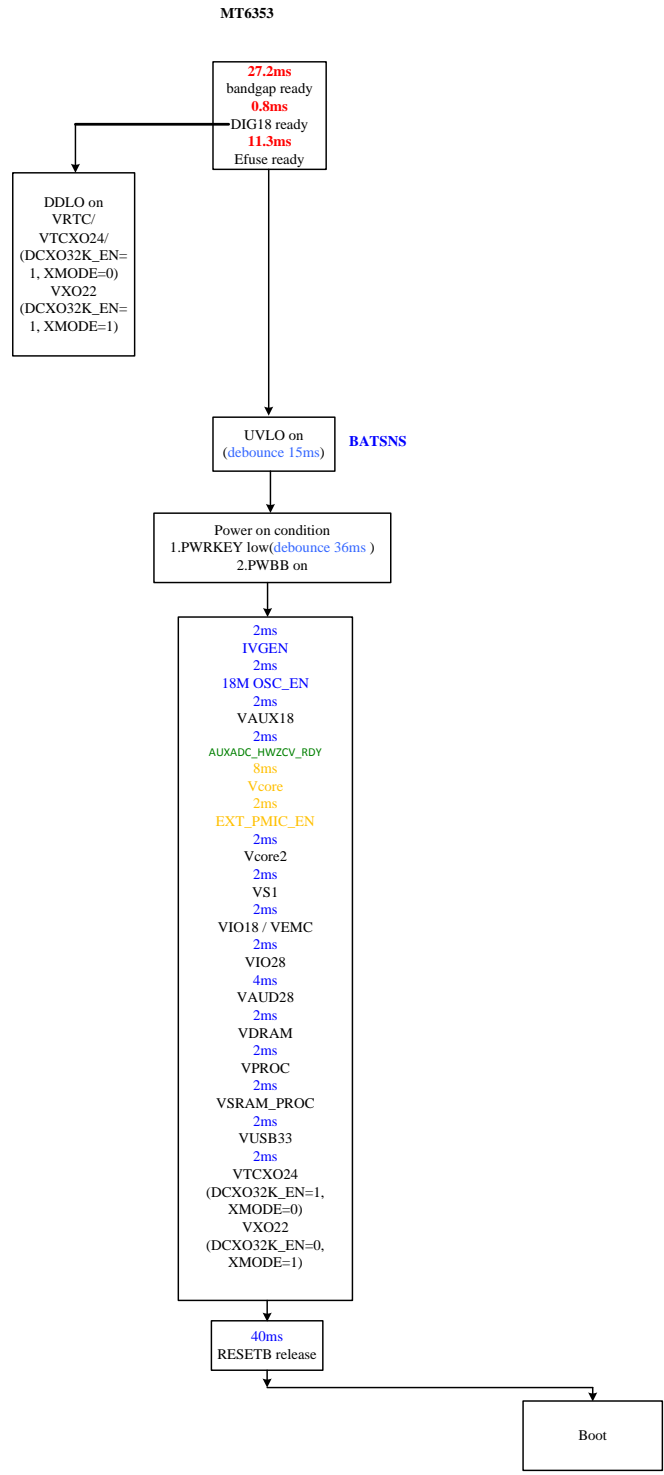 MT6353
27.2ms
bandgap ready
0.8ms
DIG18 ready
11.3ms
Efuse ready
DDLO on
VRTC/
VTCXO24/
(DCXO32K_EN=
1, XMODE=0)
VXO22
(DCXO32K_EN=
1, XMODE=1)
UVLO on
(debounce 15ms)
BATSNS
Power on condition
1.PWRKEY low(debounce 36ms )
2.PWBB on
2ms
IVGEN
2ms
18M OSC_EN
2ms
VAUX18
2ms
AUXADC_HWZCV_RDY
8ms
Vcore
2ms
EXT_PMIC_EN
2ms
Vcore2
2ms
VS1
2ms
VIO18 / VEMC
2ms
VIO28
4ms
VAUD28
2ms
VDRAM
2ms
VPROC
2ms
VSRAM_PROC
2ms
VUSB33
2ms
VTCXO24
(DCXO32K_EN=1,
XMODE=0)
VXO22
(DCXO32K_EN=0,
XMODE=1)
40ms
RESETB release
Boot